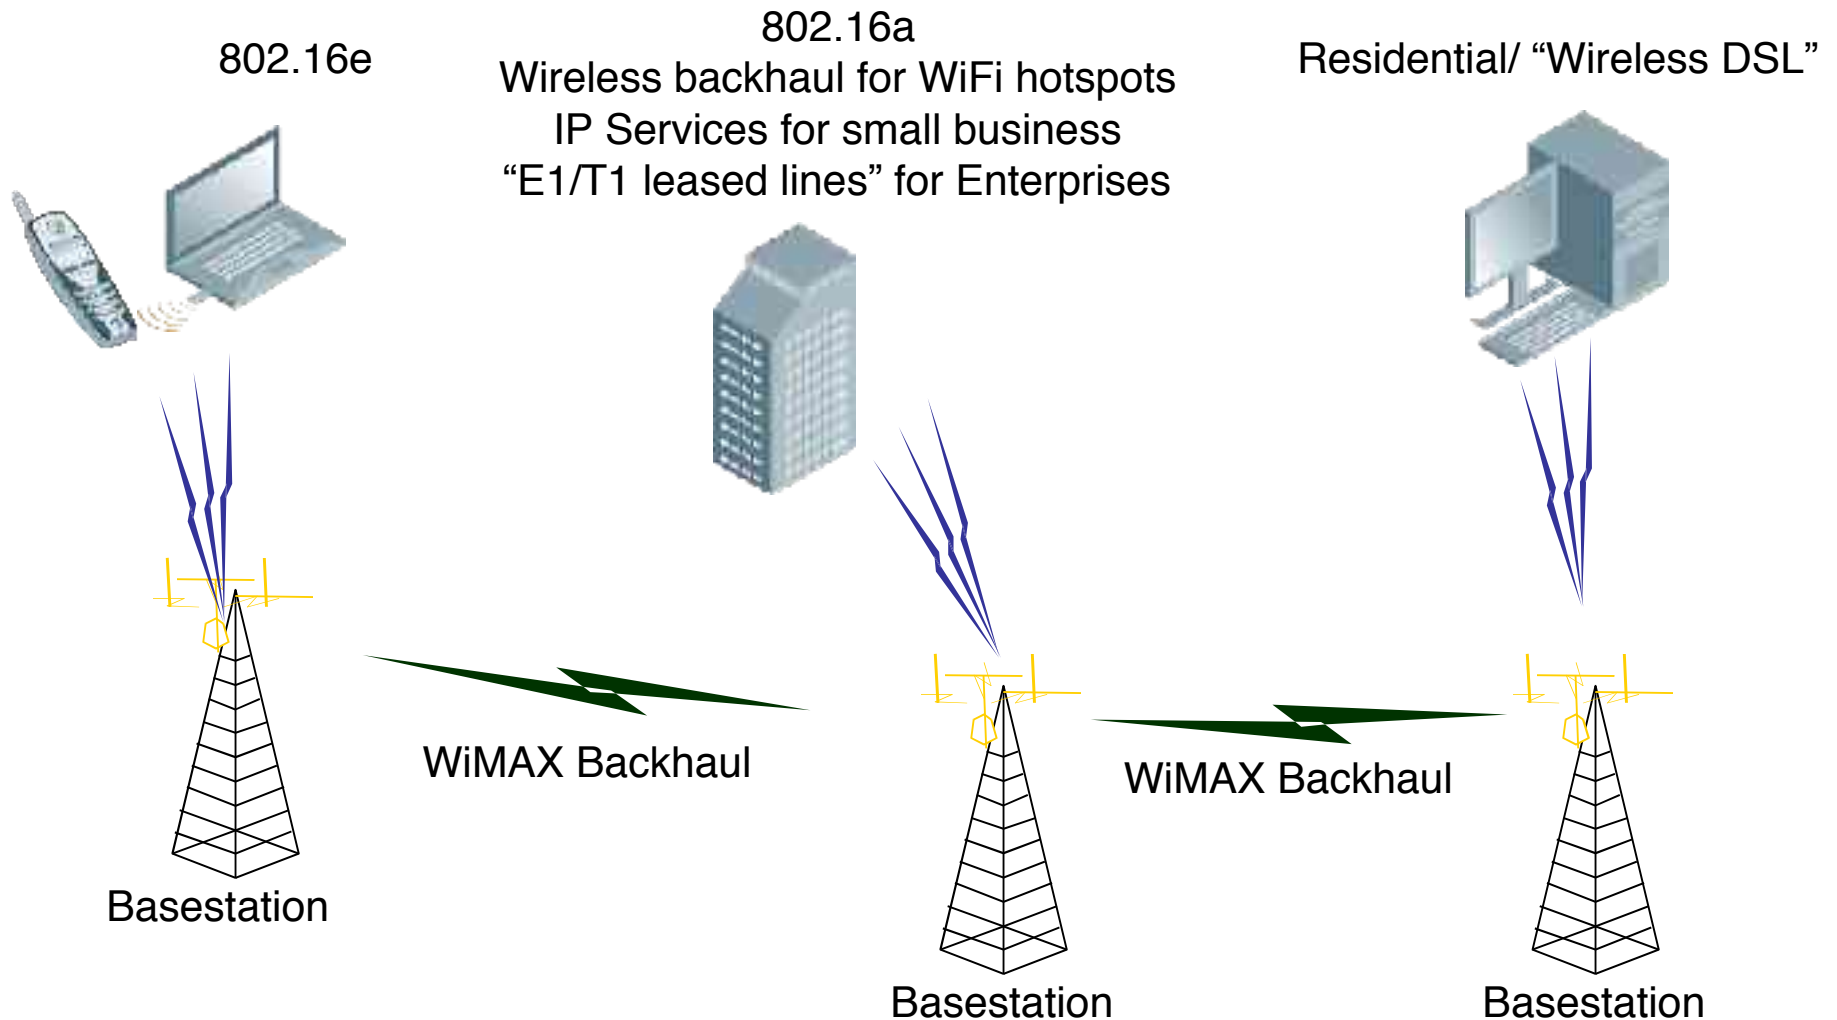 802.16e
802.16a
Wireless backhaul for WiFi hotspots
IP Services for small business
“E1/T1 leased lines” for Enterprises
Residential/ “Wireless DSL”
WiMAX Backhaul
WiMAX Backhaul
Basestation
Basestation
Basestation